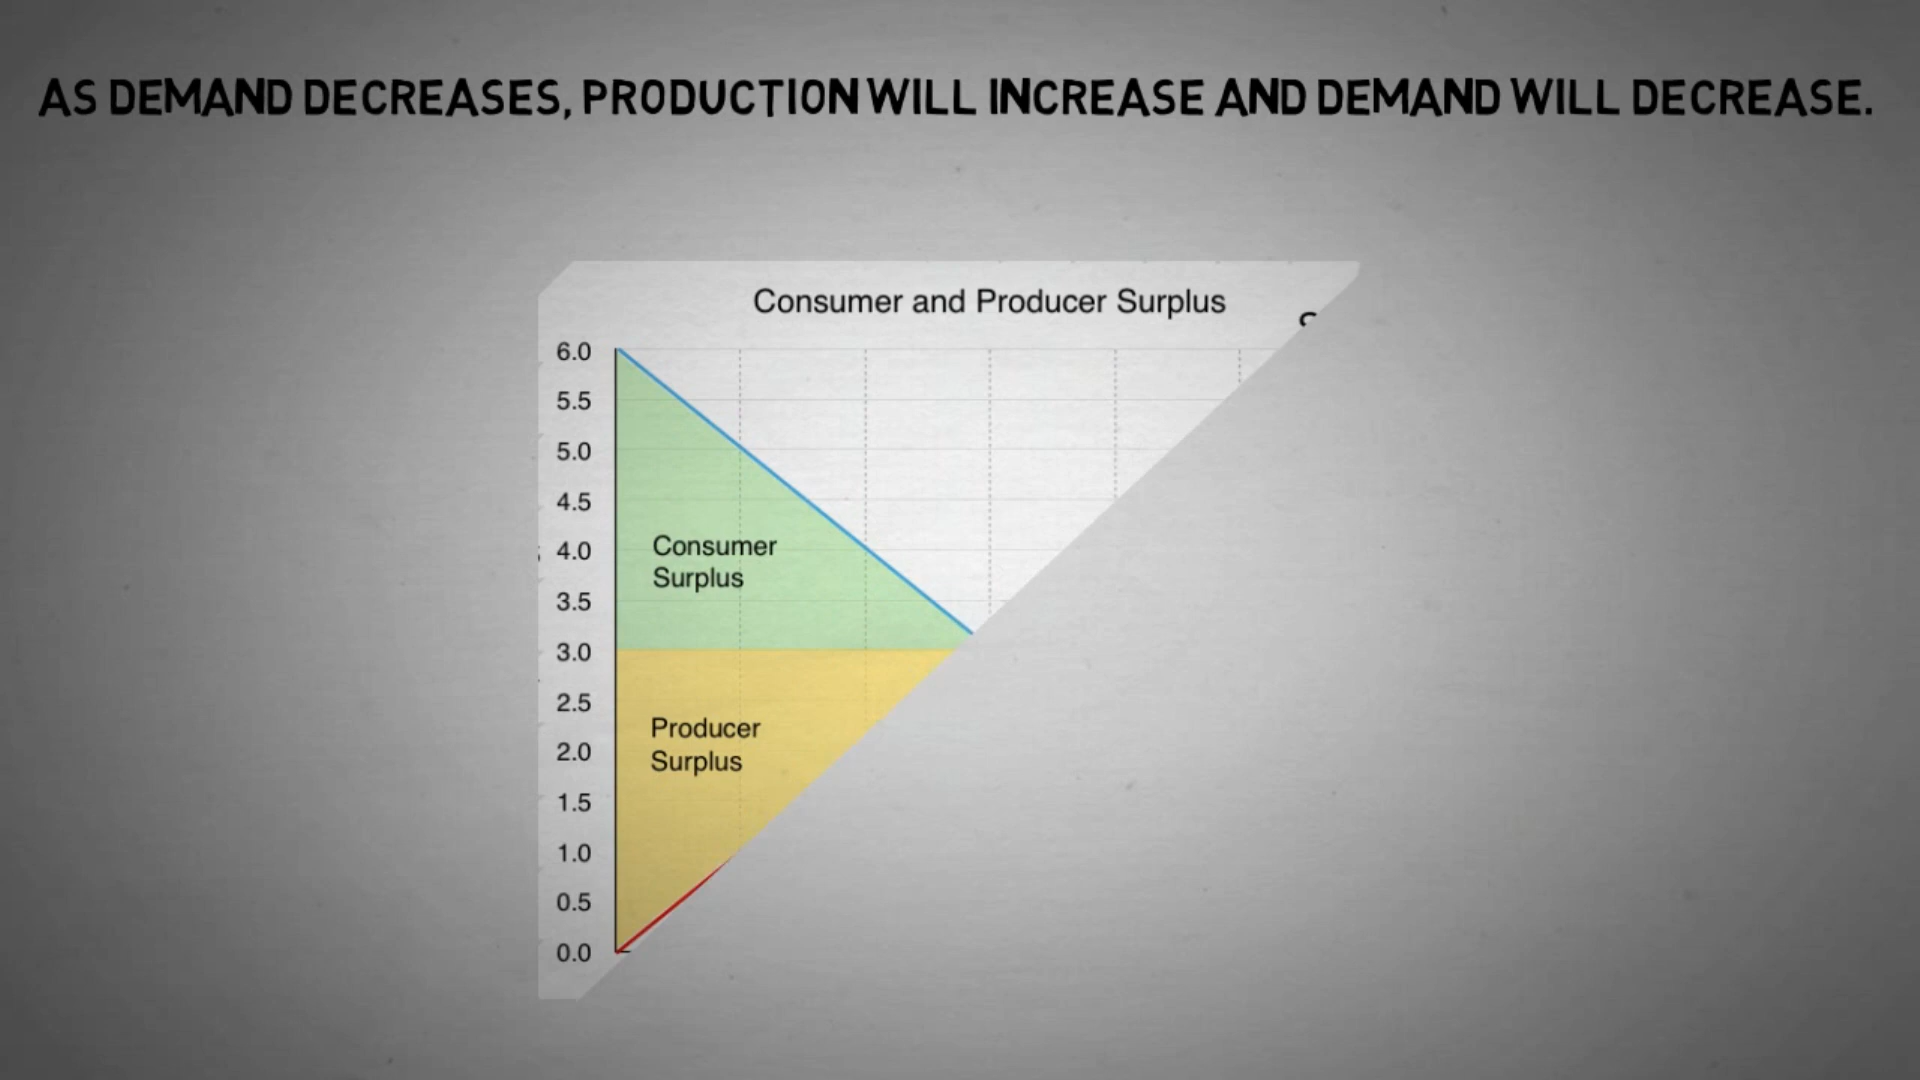 AS DEMAND DECREASES, PRODUCTION WILL INCREASE AND DEMAND WILL DECREASE.
Consumer and Producer Surplus
6.0
5.5
5.0
4.5
Consumer
Surplus
4.0
3.5
3.0
2.5
Producer
Surplus
2.0
1.5
1.0
0.5
0.0